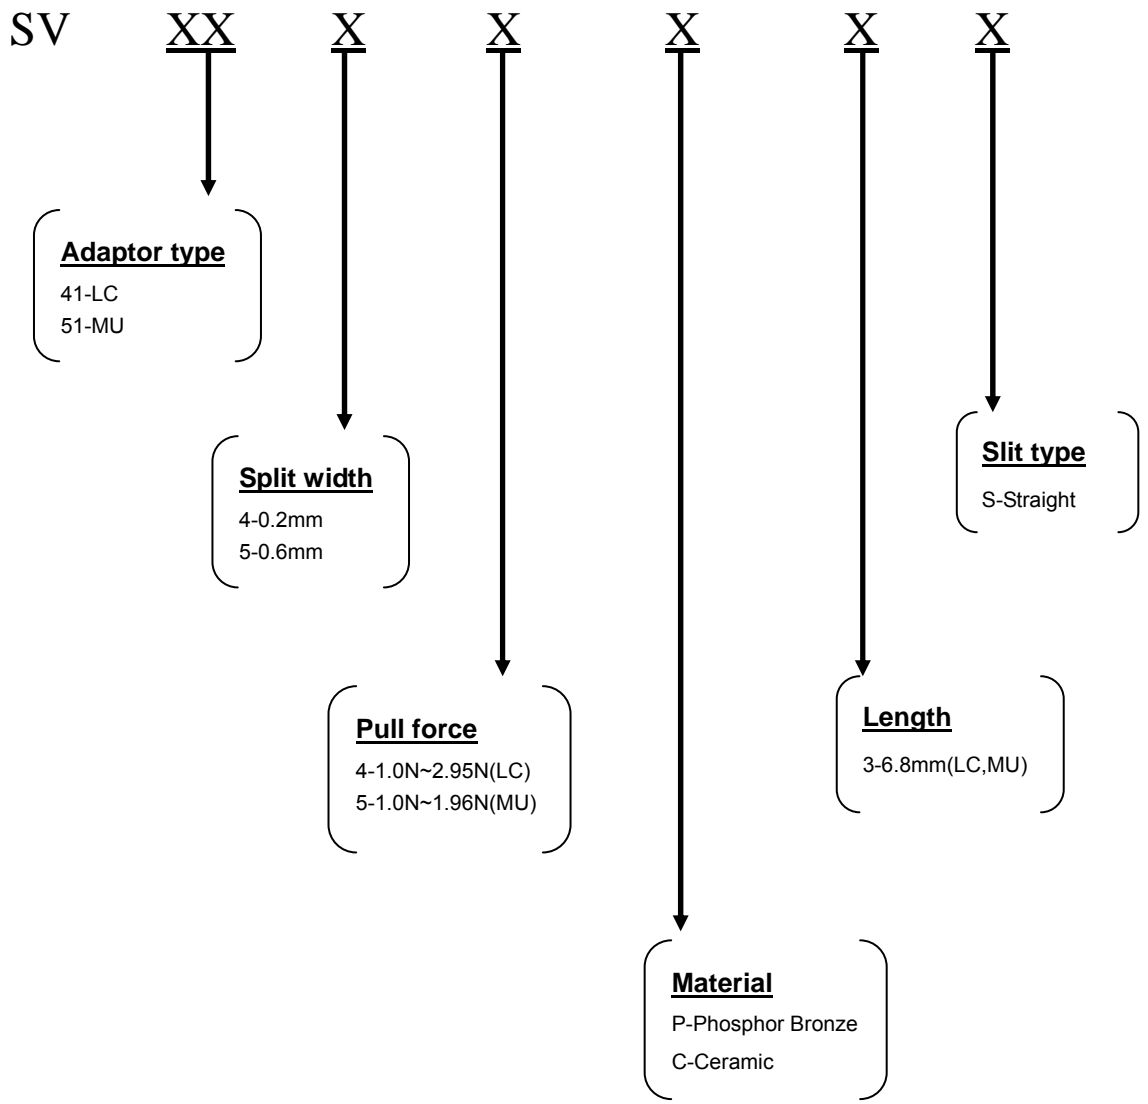 SV XX X X X X X
Adaptor type
41-LC
51-MU
Split width
4-0.2mm
5-0.6mm
Slit type
S-Straight
Pull force
4-1.0N~2.95N(LC)
5-1.0N~1.96N(MU)
Length
3-6.8mm(LC,MU)
Material
P-Phosphor Bronze
C-Ceramic